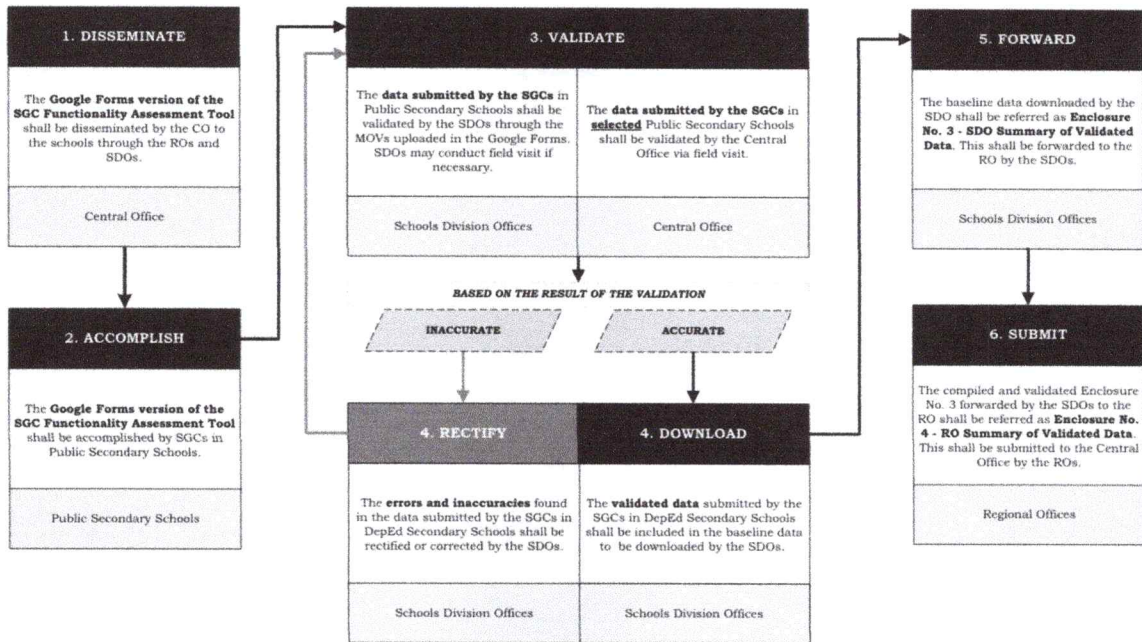 1. DISSEMINATE
The Google Forms version of the
SGC Functionality Assessment Tool
shall be disseminated by the CO to
the schools through the ROs and
SDOs.
Central Office
2. ACCOMPLISH
The Google Forms version of the
SGC Functionality Assessment Tool
shall be accomplished by SGCs in
Public Secondary Schools.
Public Secondary Schools
3. VALIDATE
The data submitted by the SGCs in
Public Secondary Schools shall be
validated by the SDOs through the
MOVs uploaded in the Google Forms.
SDOs may conduct field visit if
necessary.
Schools Division Offices
The data submitted by the SGCs in
selected Public Secondary Schools
shall be validated by the Central
Office via field visit.
Central Office
BASED ON THE RESULT OF THE VALIDATION
INACCURATE
ACCURATE
4. RECTIFY
The errors and inaccuracies found
in the data submitted by the SGCs in
DepEd Secondary Schools shall be
rectified or corrected by the SDOs.
Schools Division Offices
4. DOWNLOAD
The validated data submitted by the
SGCs in DepEd Secondary Schools
shall be included in the baseline data
to be downloaded by the SDOs.
Schools Division Offices
5. FORWARD
The baseline data downloaded by the
SDO shall be referred as Enclosure
No. 3 - SDO Summary of Validated
Data. This shall be forwarded to the
RO by the SDOs.
Schools Division Offices
6. SUBMIT
The compiled and validated Enclosure
No. 3 forwarded by the SDOs to the
RO shall be referred as Enclosure No.
4 - RO Summary of Validated Data.
This shall be submitted to the Central
Office by the ROs.
Regional Offices